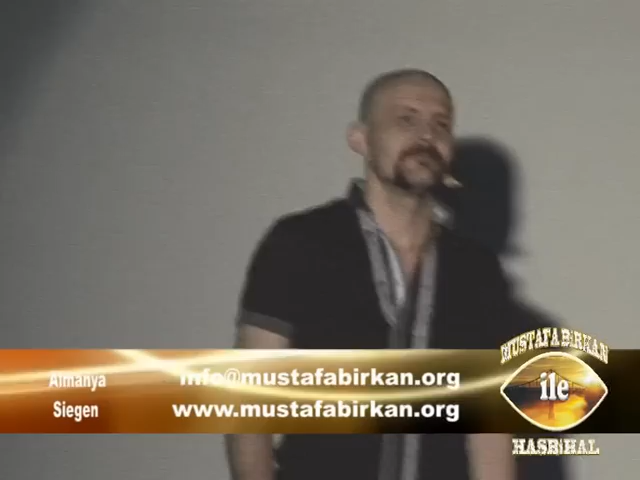 Almanya
Siegen
info@mustafabirkan.org
www.mustafabirkan.org
MUSTAFA BiRKAN
ile
HASBiHAL